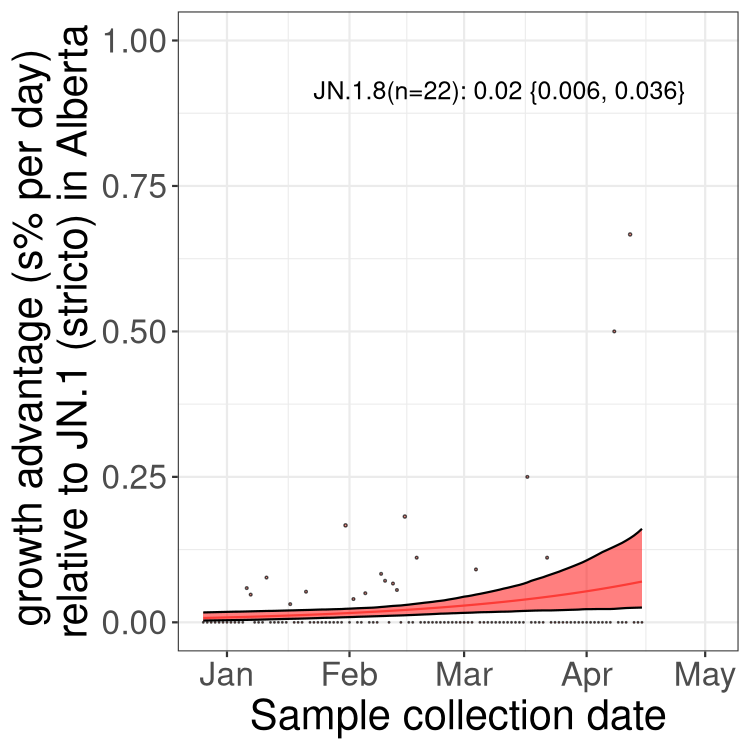 growth advantage (s% per day)
relative to JN.1 (stricto) in Alberta
1.00
0.75
0.50
0.25
0.00
JN.1.8(n=22): 0.02 {0.006, 0.036}
Jan Feb Mar Apr May
Sample collection date